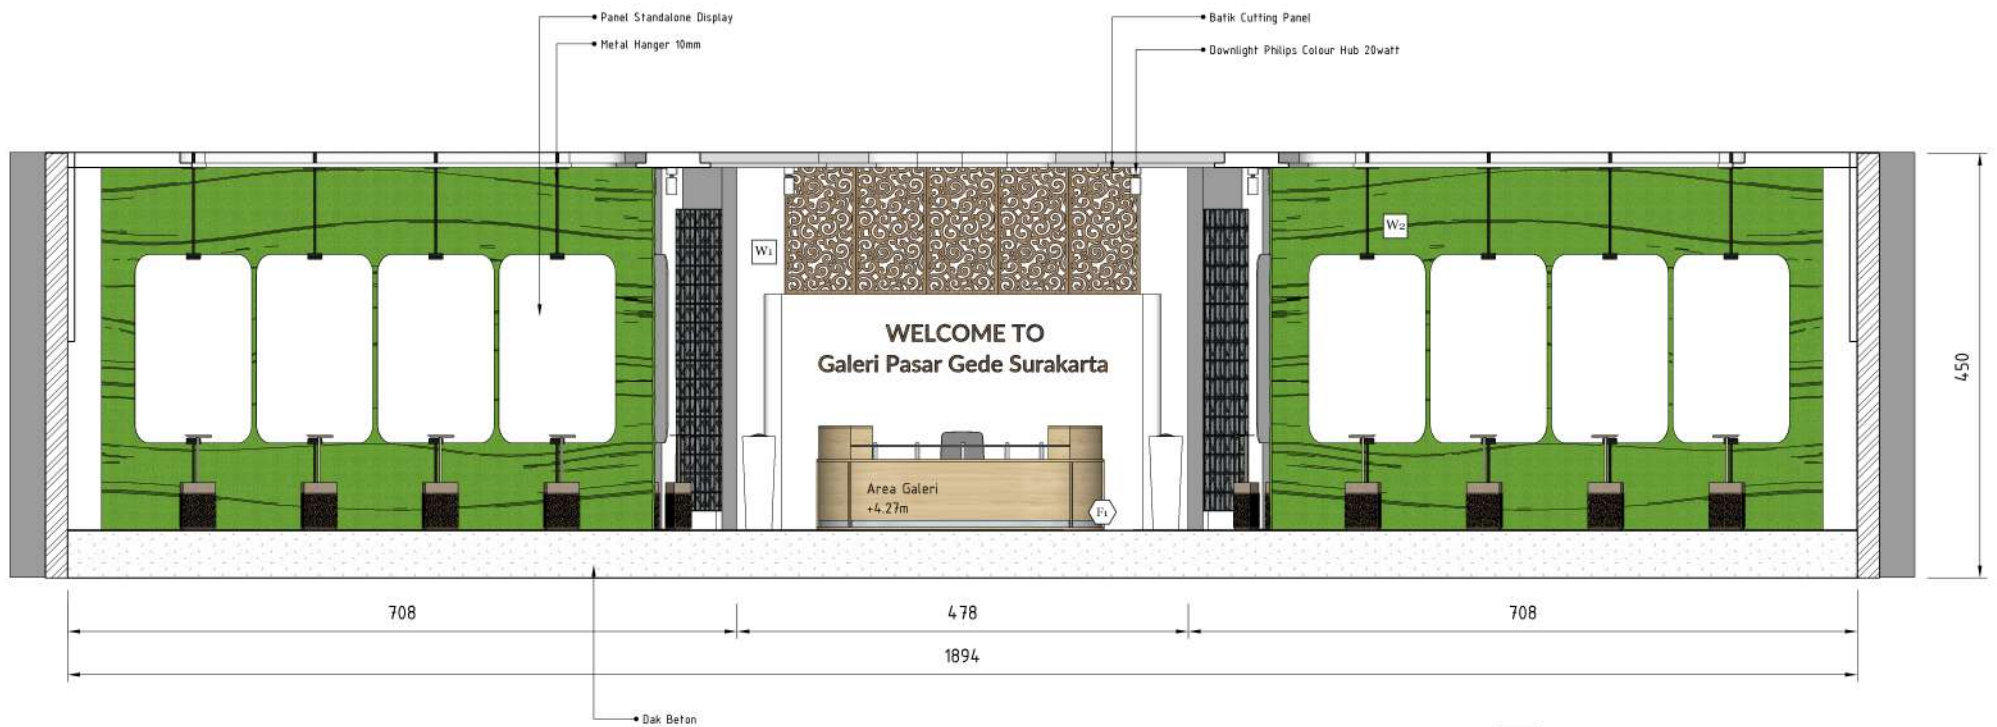 Panel Standalone Display
Metal Hanger 10mm
Batik Cutting Panel
Downlight Philips Colour Hub 20watt
W1
W2
WELCOME TO
Galeri Pasar Gede Surakarta
Area Galeri
+4.27m
F1
450
708
478
708
1894
Dak Beton